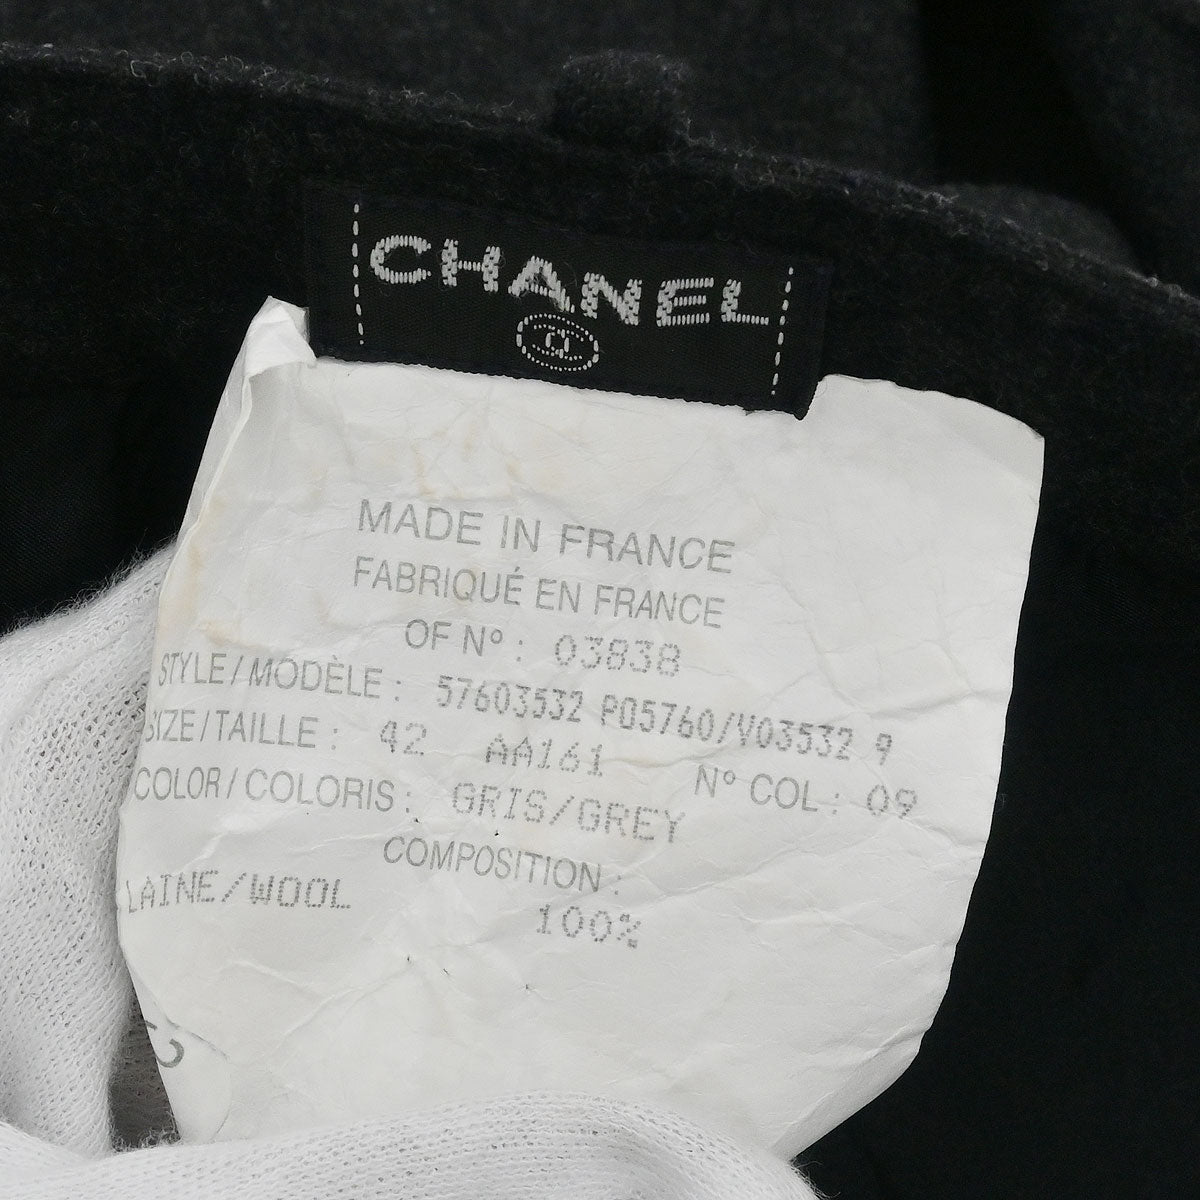 CHANEL
MADE IN FRANCE
FABRIQUÉ EN FRANCE
OF N° : 03838
STYLE/MODÈLE : 57603532 P05760/V03532 9
SIZE/TAILLE : 42 AA161 N° COL : 09
COLOR/COLORIS : GRIS/GREY
COMPOSITION :
LAINE/WOOL 100%